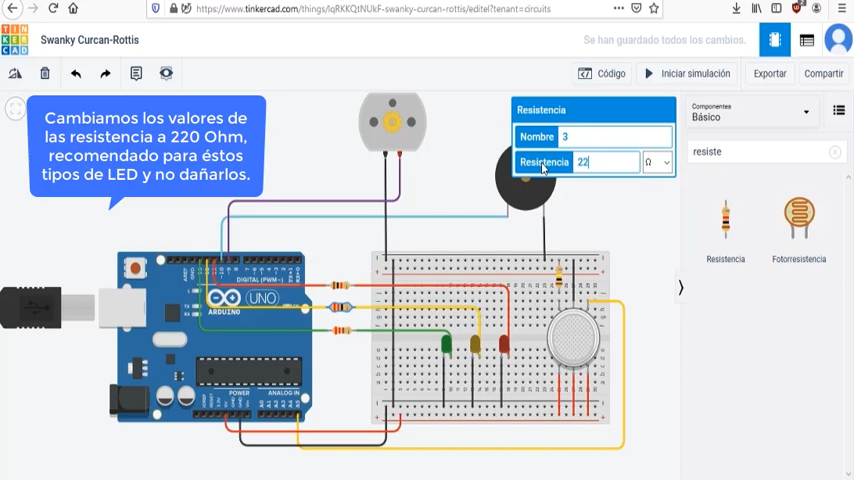 https://www.tinkercad.com/things/lqRKKQtNUkF-swanky-curcan-rottis/editel?tenant=circuits
TIN
KER
CAD
Swanky Curcan-Rottis
Se han guardado todos los cambios.
Código
Iniciar simulación
Exportar
Compartir
Cambiamos los valores de
las resistencia a 220 Ohm,
recomendado para éstos
tipos de LED y no dañarlos.
Resistencia
Nombre 3
Resistencia 22 Ω
Componentes
Básico
resiste
Resistencia
Fotorresistencia
DIGITAL (PWM~)
UNO
ARDUINO
POWER
ANALOG IN